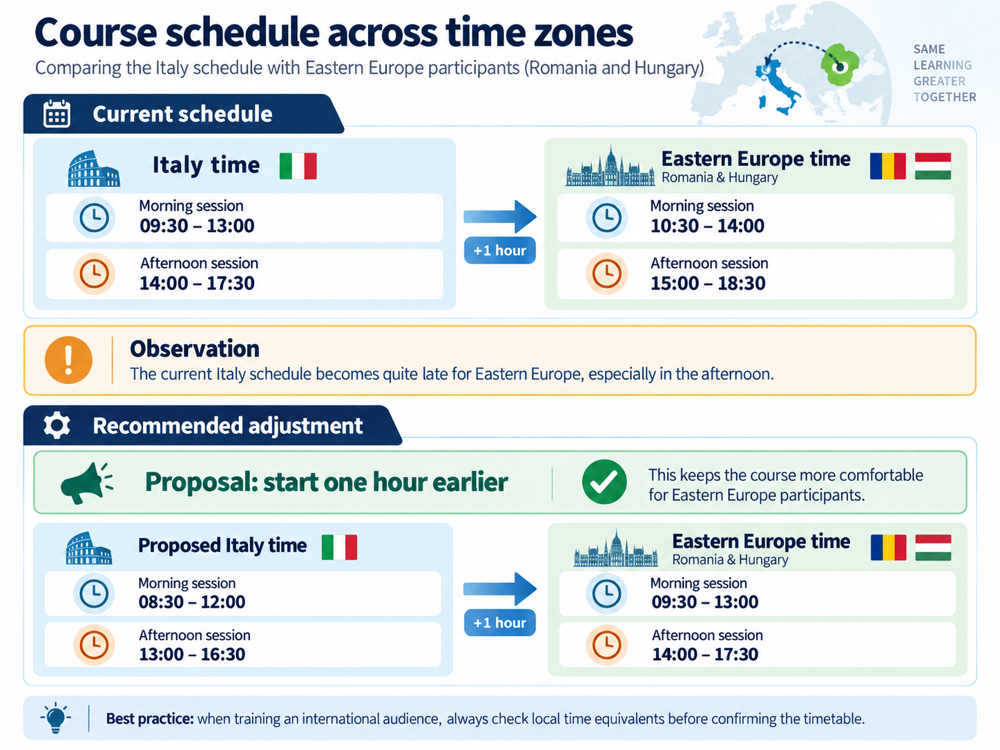 Course schedule across time zones
Comparing the Italy schedule with Eastern Europe participants (Romania and Hungary)
SAME
LEARNING
GREATER
TOGETHER
Current schedule
Italy time
Morning session
09:30 – 13:00
Afternoon session
14:00 – 17:30
+1 hour
Eastern Europe time
Romania & Hungary
Morning session
10:30 – 14:00
Afternoon session
15:00 – 18:30
Observation
The current Italy schedule becomes quite late for Eastern Europe, especially in the afternoon.
Recommended adjustment
Proposal: start one hour earlier
This keeps the course more comfortable
for Eastern Europe participants.
Proposed Italy time
Morning session
08:30 – 12:00
Afternoon session
13:00 – 16:30
+1 hour
Eastern Europe time
Romania & Hungary
Morning session
09:30 – 13:00
Afternoon session
14:00 – 17:30
Best practice: when training an international audience, always check local time equivalents before confirming the timetable.